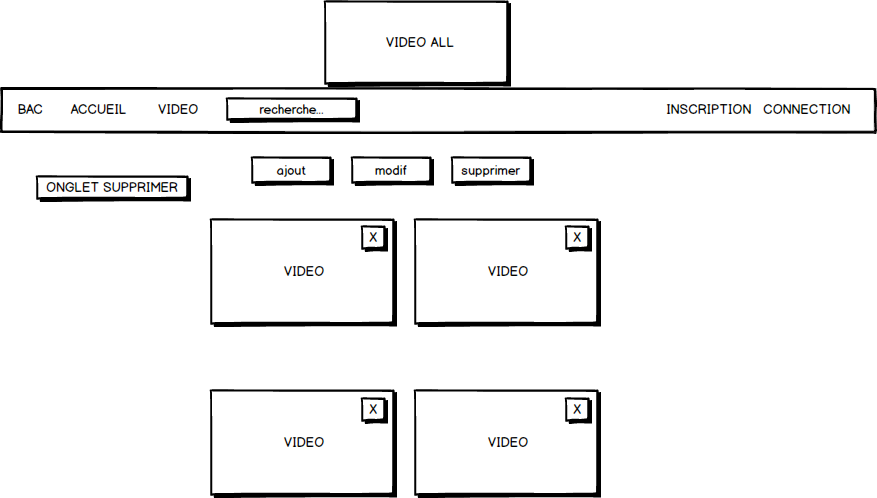 VIDEO ALL
BAC ACCUEIL VIDEO recherche... INSCRIPTION CONNECTION
ajout modif supprimer
ONGLET SUPPRIMER
X X
VIDEO VIDEO
X X
VIDEO VIDEO